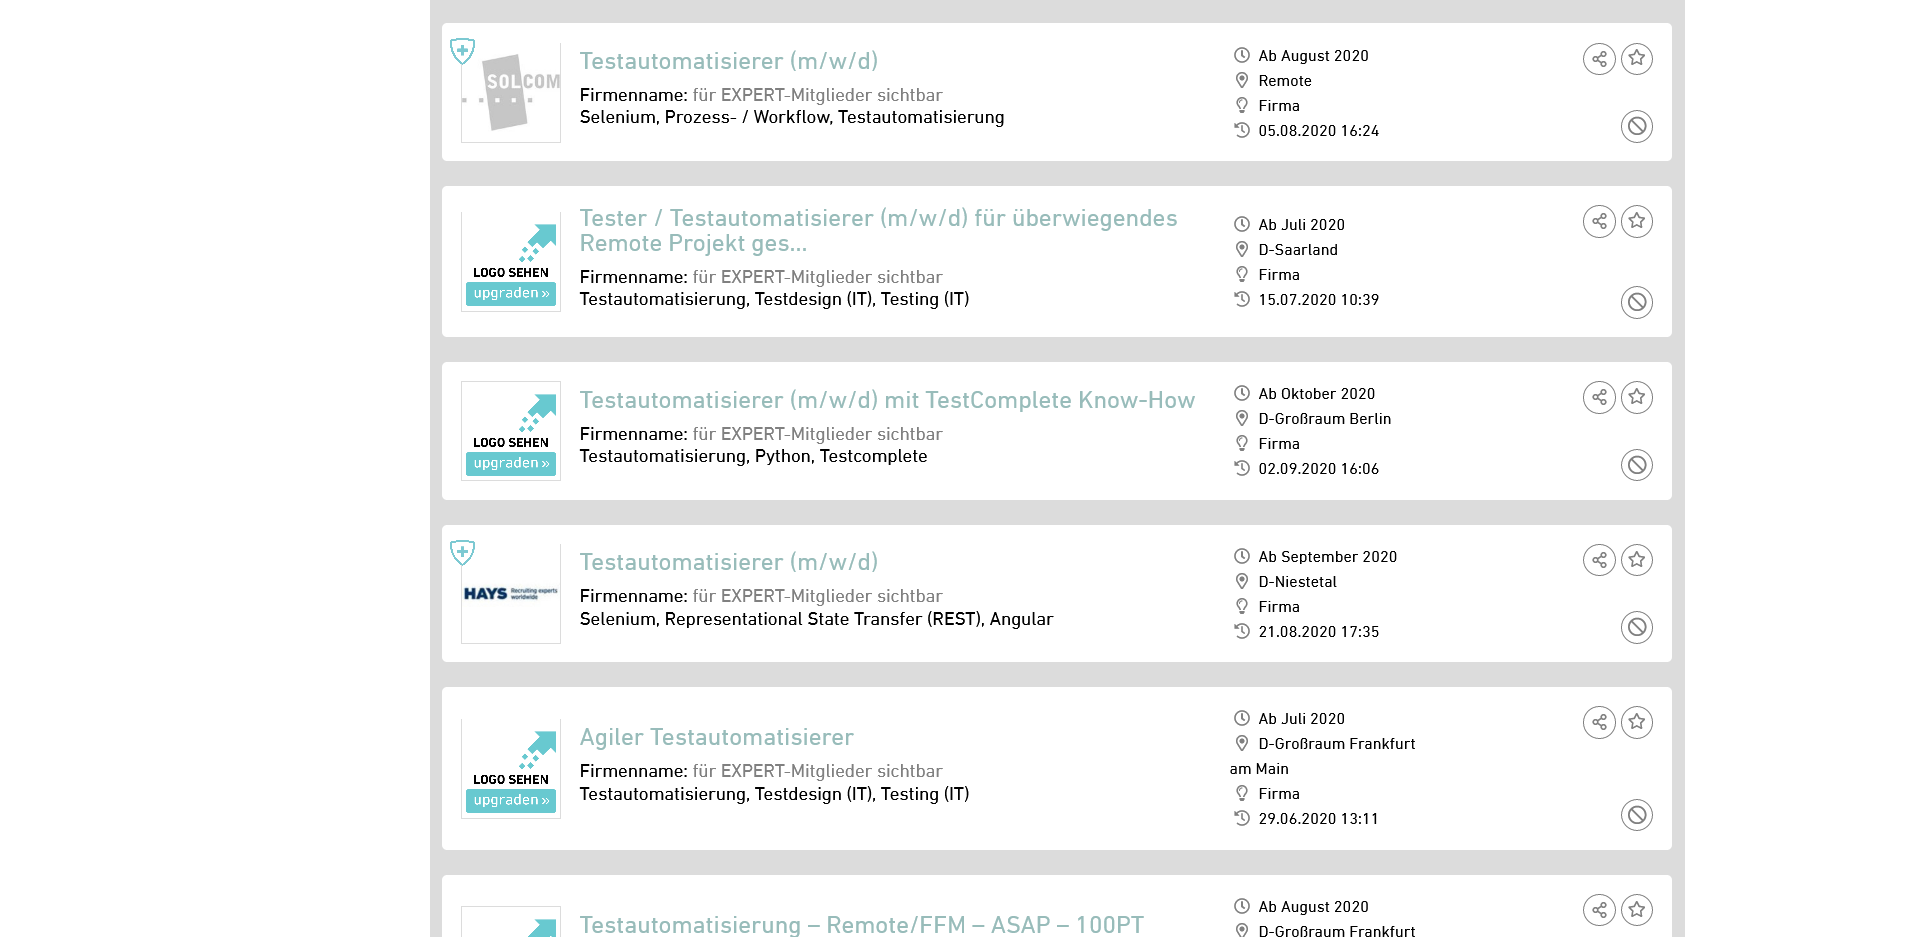 SOLCOM
Testautomatisierer (m/w/d)
Firmenname: für EXPERT-Mitglieder sichtbar
Selenium, Prozess- / Workflow, Testautomatisierung
Ab August 2020
Remote
Firma
05.08.2020 16:24
LOGO SEHEN
upgraden »
Tester / Testautomatisierer (m/w/d) für überwiegendes
Remote Projekt ges...
Firmenname: für EXPERT-Mitglieder sichtbar
Testautomatisierung, Testdesign (IT), Testing (IT)
Ab Juli 2020
D-Saarland
Firma
15.07.2020 10:39
LOGO SEHEN
upgraden »
Testautomatisierer (m/w/d) mit TestComplete Know-How
Firmenname: für EXPERT-Mitglieder sichtbar
Testautomatisierung, Python, Testcomplete
Ab Oktober 2020
D-Großraum Berlin
Firma
02.09.2020 16:06
HAYS Recruiting experts
worldwide
Testautomatisierer (m/w/d)
Firmenname: für EXPERT-Mitglieder sichtbar
Selenium, Representational State Transfer (REST), Angular
Ab September 2020
D-Niestetal
Firma
21.08.2020 17:35
LOGO SEHEN
upgraden »
Agiler Testautomatisierer
Firmenname: für EXPERT-Mitglieder sichtbar
Testautomatisierung, Testdesign (IT), Testing (IT)
Ab Juli 2020
D-Großraum Frankfurt
am Main
Firma
29.06.2020 13:11
Testautomatisierung – Remote/FFM – ASAP – 100PT
Ab August 2020
D-Großraum Frankfurt